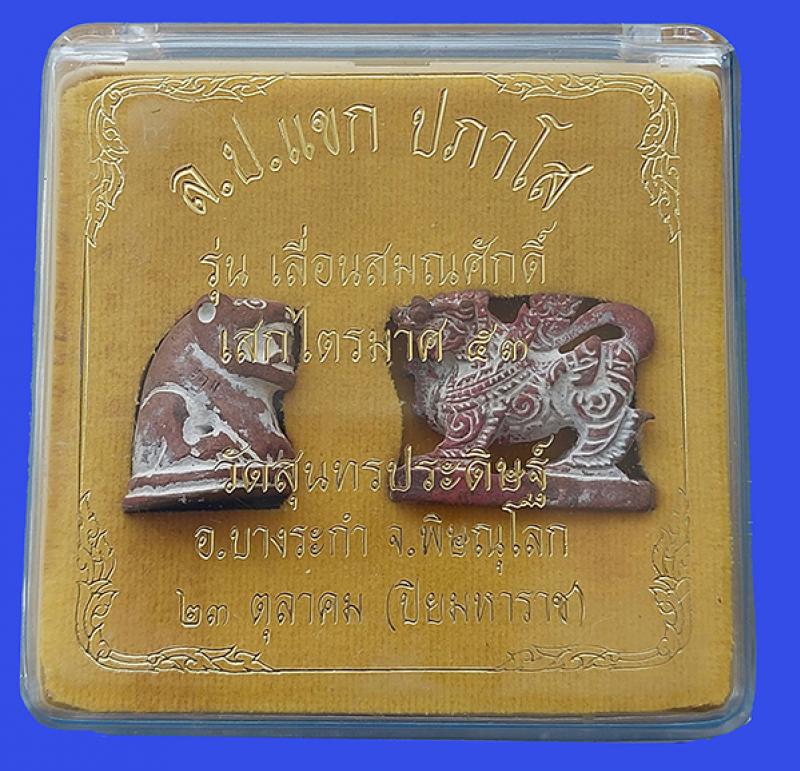 ล.ป.แขก ปภาโส
รุ่น เลื่อนสมณศักดิ์
เสกไตรมาศ ๕๓
วัดสุนทรประดิษฐ์
อ.บางระกำ จ.พิษณุโลก
๒๓ ตุลาคม (ปิยมหาราช)